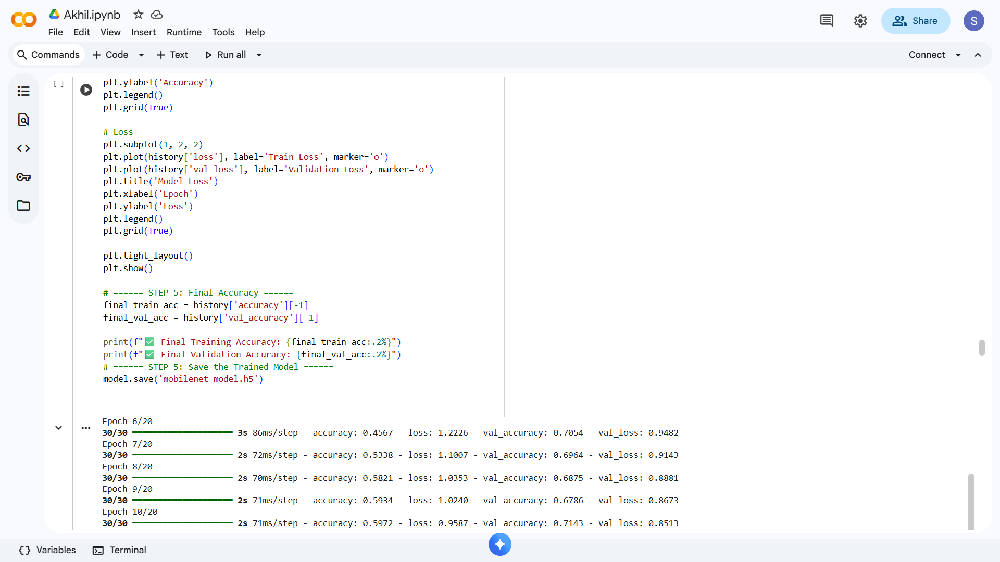 Akhil.ipynb
File Edit View Insert Runtime Tools Help
Share
S
Commands + Code + Text Run all
Connect
[ ]
plt.ylabel('Accuracy')
plt.legend()
plt.grid(True)
# Loss
plt.subplot(1, 2, 2)
plt.plot(history['loss'], label='Train Loss', marker='o')
plt.plot(history['val_loss'], label='Validation Loss', marker='o')
plt.title('Model Loss')
plt.xlabel('Epoch')
plt.ylabel('Loss')
plt.legend()
plt.grid(True)
plt.tight_layout()
plt.show()
# ====== STEP 5: Final Accuracy ======
final_train_acc = history['accuracy'][-1]
final_val_acc = history['val_accuracy'][-1]
print(f"✅ Final Training Accuracy: {final_train_acc:.2%}")
print(f"✅ Final Validation Accuracy: {final_val_acc:.2%}")
# ====== STEP 5: Save the Trained Model ======
model.save('mobilenet_model.h5')
Epoch 6/20
30/30 ━━━━━━━━━━━━━━━━━━━━ 3s 86ms/step - accuracy: 0.4567 - loss: 1.2226 - val_accuracy: 0.7054 - val_loss: 0.9482
Epoch 7/20
30/30 ━━━━━━━━━━━━━━━━━━━━ 2s 72ms/step - accuracy: 0.5338 - loss: 1.1007 - val_accuracy: 0.6964 - val_loss: 0.9143
Epoch 8/20
30/30 ━━━━━━━━━━━━━━━━━━━━ 2s 70ms/step - accuracy: 0.5821 - loss: 1.0353 - val_accuracy: 0.6875 - val_loss: 0.8881
Epoch 9/20
30/30 ━━━━━━━━━━━━━━━━━━━━ 2s 71ms/step - accuracy: 0.5934 - loss: 1.0240 - val_accuracy: 0.6786 - val_loss: 0.8673
Epoch 10/20
30/30 ━━━━━━━━━━━━━━━━━━━━ 2s 71ms/step - accuracy: 0.5972 - loss: 0.9587 - val_accuracy: 0.7143 - val_loss: 0.8513
Variables Terminal